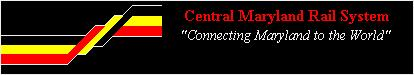 Central Maryland Rail System
"Connecting Maryland to the World"